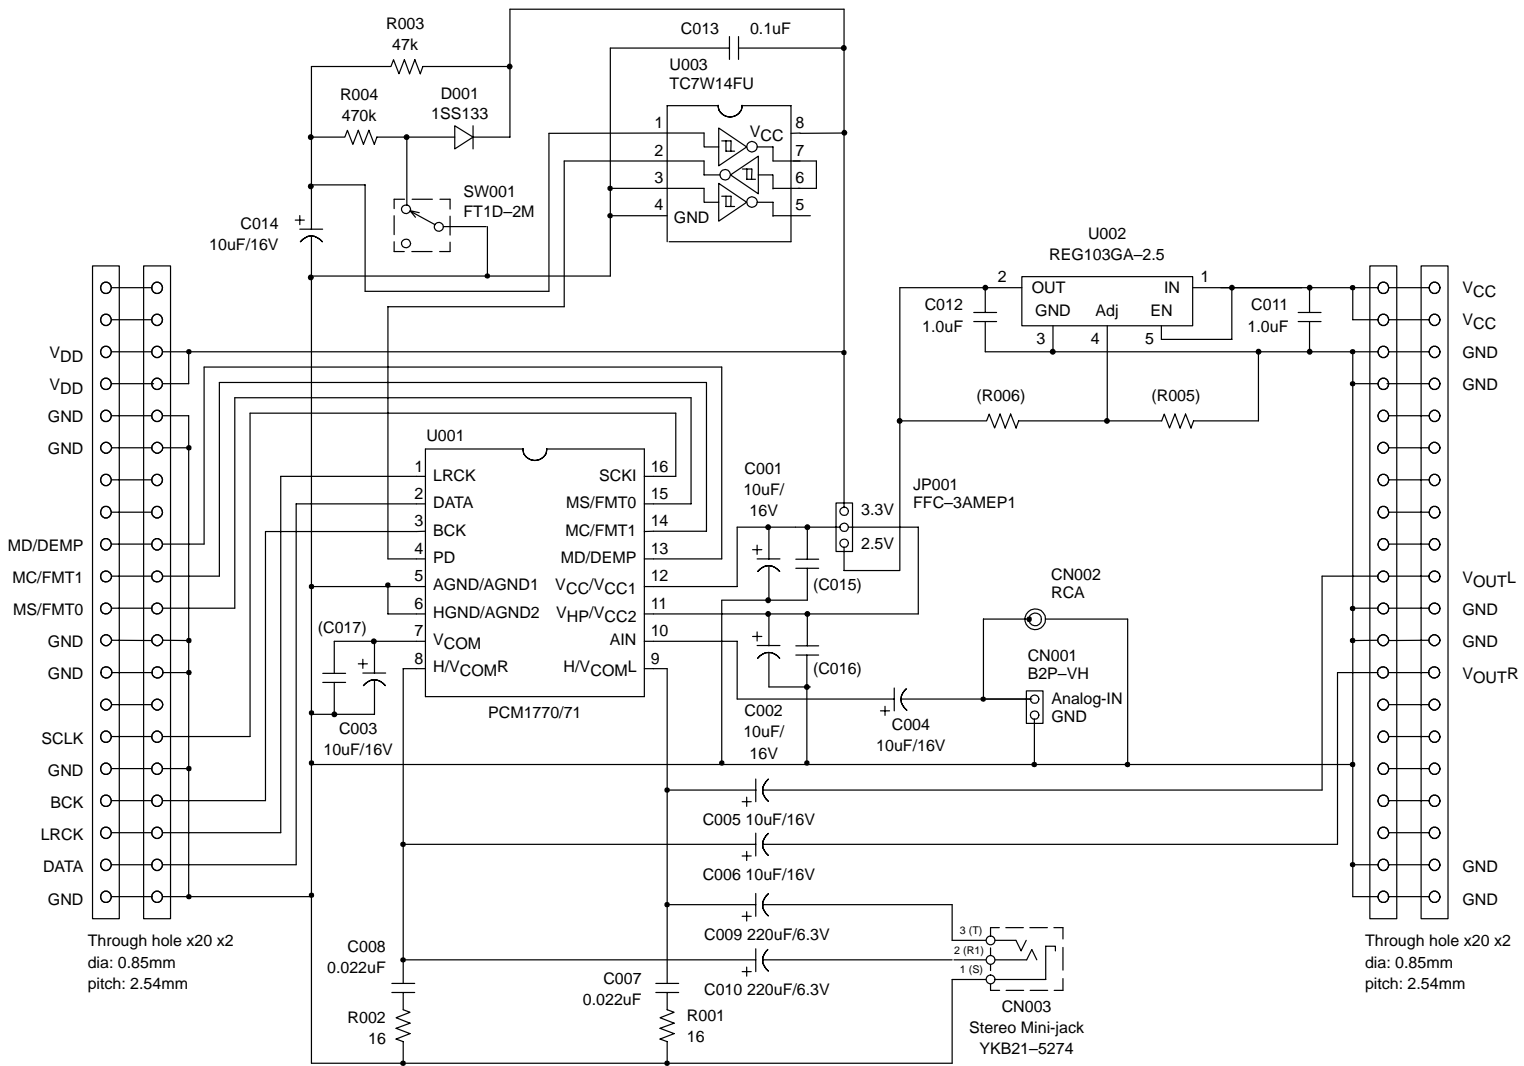 R003
47k
R004
470k
D001
1SS133
C013 0.1uF
U003
TC7W14FU
1
2
3
4
VCC
GND
8
7
6
5
SW001
FT1D–2M
C014
+
10uF/16V
U002
REG103GA–2.5
2
OUT
IN
1
GND
Adj
EN
3
4
5
C012
1.0uF
C011
1.0uF
(R006)
(R005)
VDD
VDD
GND
GND
MD/DEMP
MC/FMT1
MS/FMT0
GND
GND
SCLK
GND
BCK
LRCK
DATA
GND
Through hole x20 x2
dia: 0.85mm
pitch: 2.54mm
U001
1 LRCK
2 DATA
3 BCK
4 PD
5 AGND/AGND1
6 HGND/AGND2
7 VCOM
8 H/VCOMR
SCKI 16
MS/FMT0 15
MC/FMT1 14
MD/DEMP 13
VCC/VCC1 12
VHP/VCC2 11
AIN 10
H/VCOML 9
PCM1770/71
(C017)
+
C003
10uF/16V
C001
10uF/
16V
+
(C015)
+
(C016)
C002
10uF/
16V
JP001
FFC–3AMEP1
3.3V
2.5V
CN002
RCA
CN001
B2P–VH
Analog-IN
GND
+
C004
10uF/16V
+
C005 10uF/16V
+
C006 10uF/16V
+
C009 220uF/6.3V
+
C010 220uF/6.3V
C008
0.022uF
R002
16
C007
0.022uF
R001
16
3 (T)
2 (R1)
1 (S)
CN003
Stereo Mini-jack
YKB21–5274
VCC
VCC
GND
GND
VOUTL
GND
GND
VOUTR
GND
GND
Through hole x20 x2
dia: 0.85mm
pitch: 2.54mm